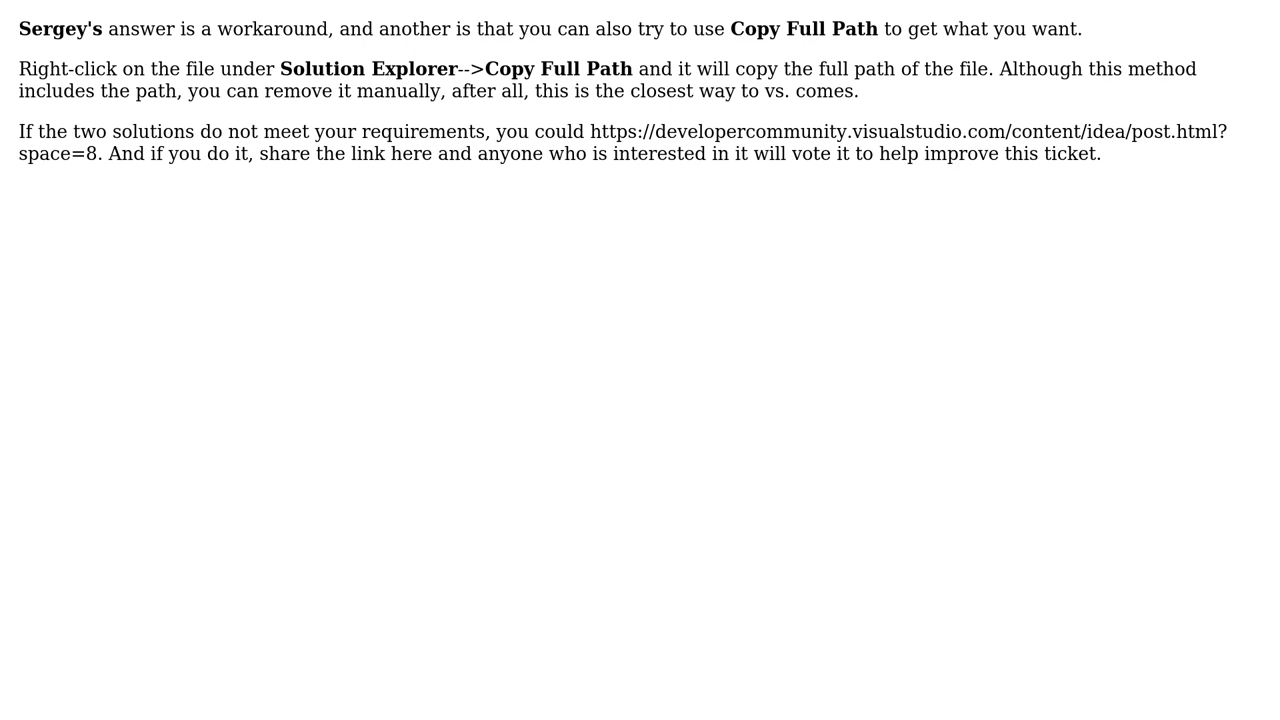 Sergey's answer is a workaround, and another is that you can also try to use Copy Full Path to get what you want.
Right-click on the file under Solution Explorer-->Copy Full Path and it will copy the full path of the file. Although this method
includes the path, you can remove it manually, after all, this is the closest way to vs. comes.
If the two solutions do not meet your requirements, you could https://developercommunity.visualstudio.com/content/idea/post.html?
space=8. And if you do it, share the link here and anyone who is interested in it will vote it to help improve this ticket.